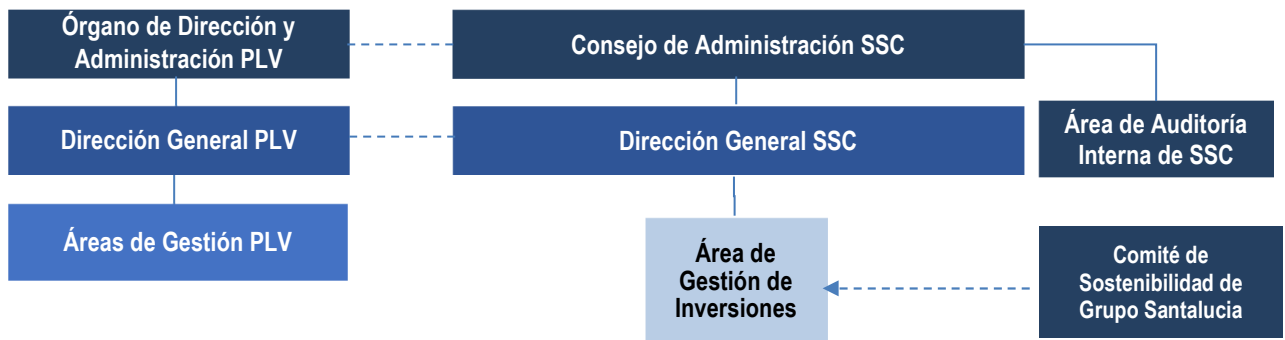 Órgano de Dirección y
Administración PLV
Consejo de Administración SSC
Dirección General PLV
Dirección General SSC
Área de Auditoría
Interna de SSC
Áreas de Gestión PLV
Área de
Gestión de
Inversiones
Comité de
Sostenibilidad de
Grupo Santalucia